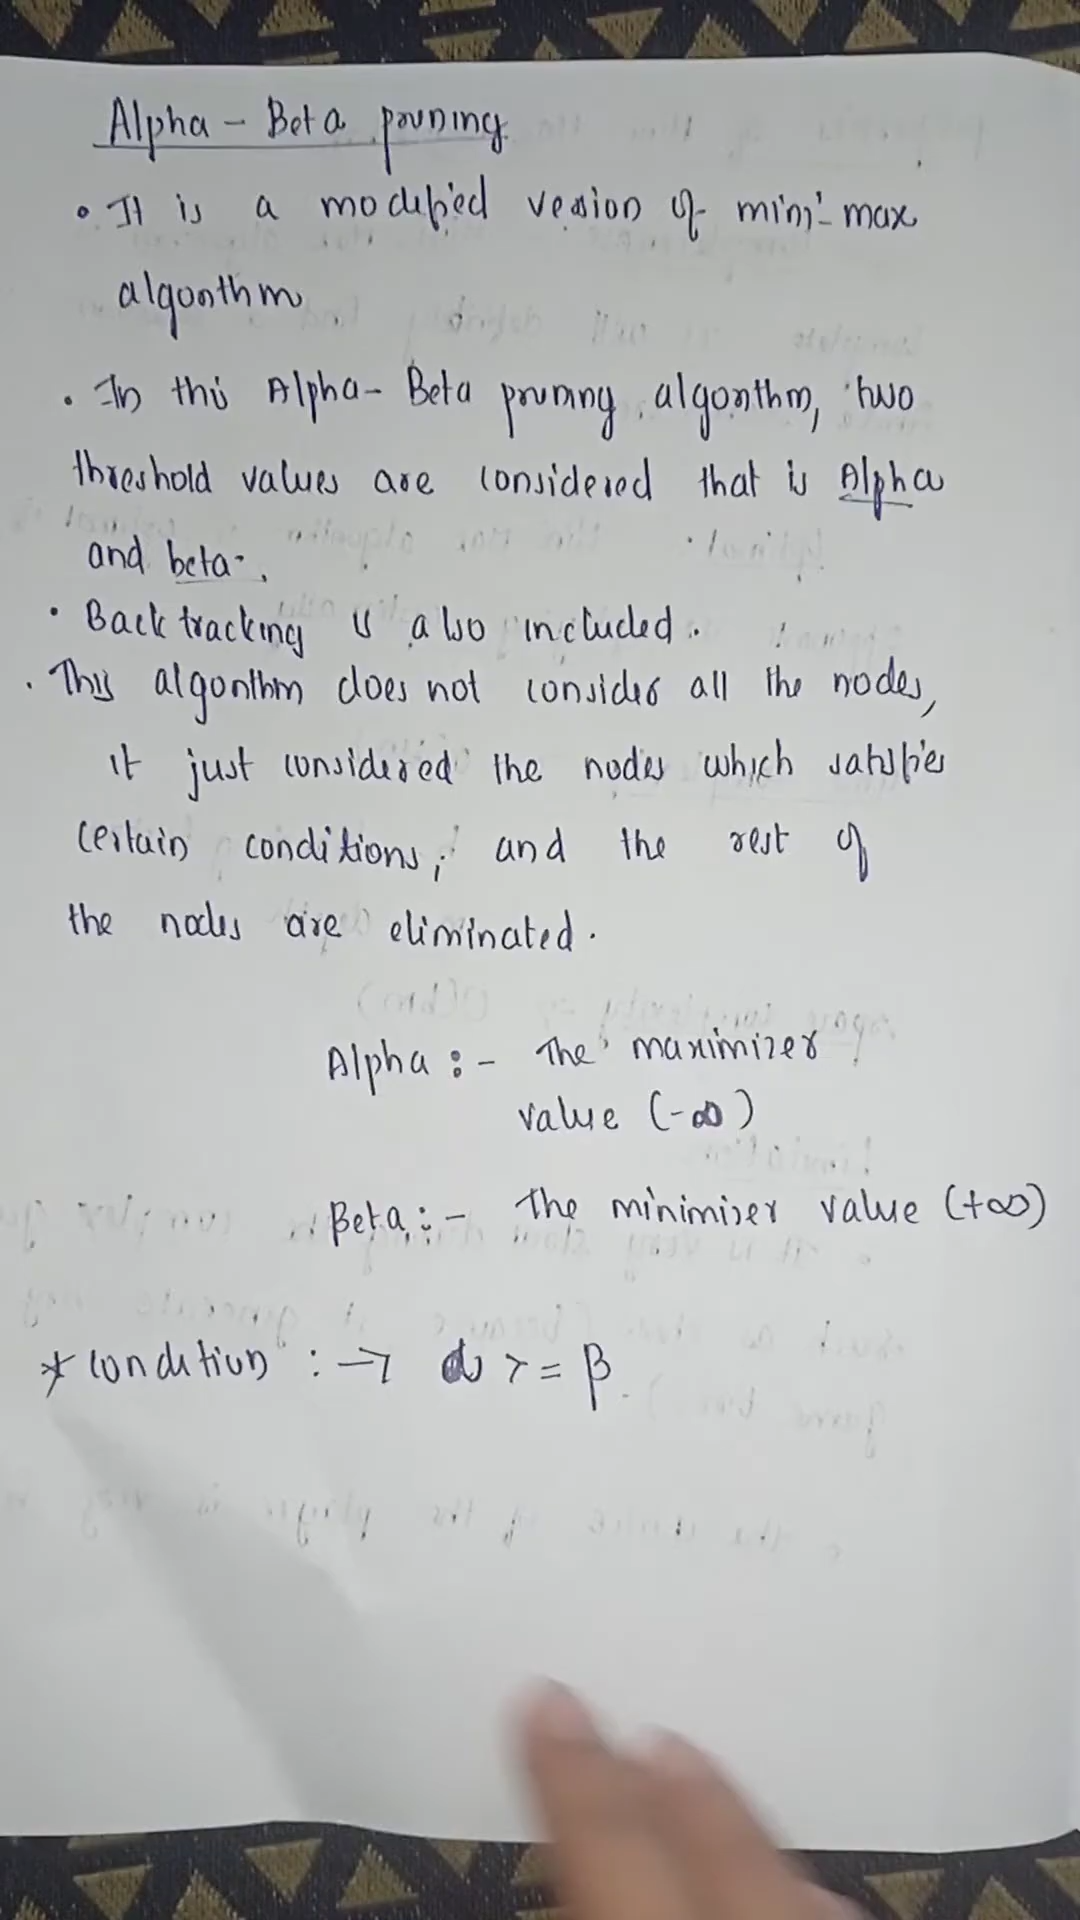 Alpha - Beta pruning
• It is a modified vesion of mini-max
algorithm
• In this Alpha - Beta pruning algorithm, two
threshold values are considered that is Alpha
and beta.
• Back tracking is also included.
• This algorithm does not consider all the nodes,
it just considered the nodes which satisfies
certain conditions, and the rest of
the nodes are eliminated.
Alpha :- The maximizer
value (-∞)
Beta :- The minimizer value (+∞)
* condition :→ α >= β